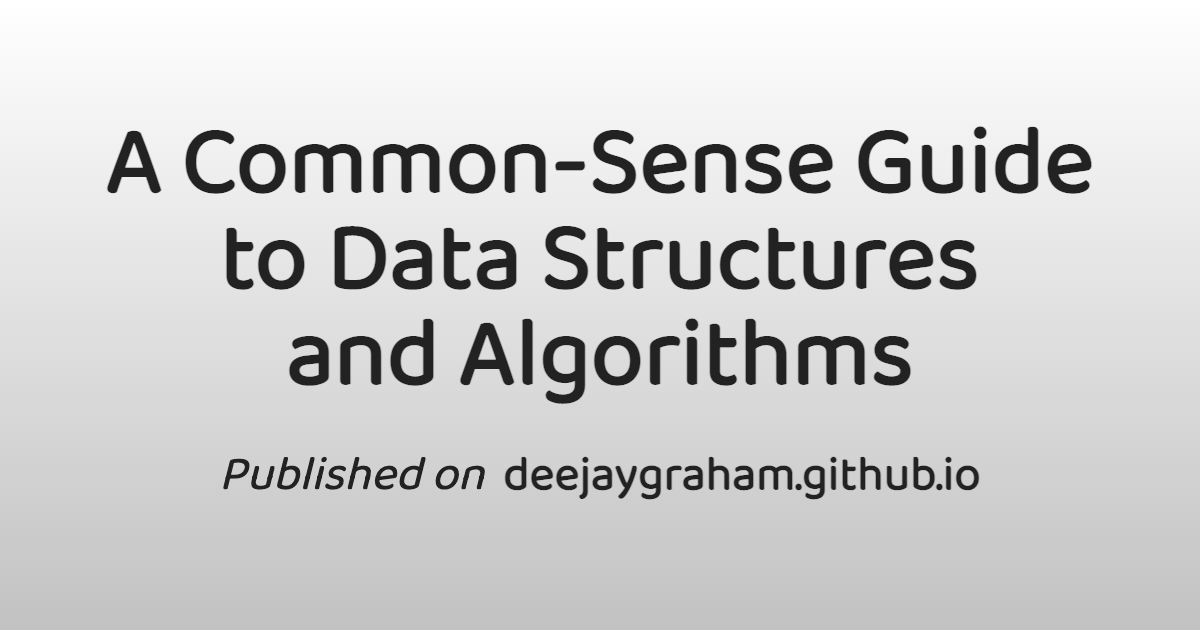 A Common-Sense Guide
to Data Structures
and Algorithms
Published on deejaygraham.github.io